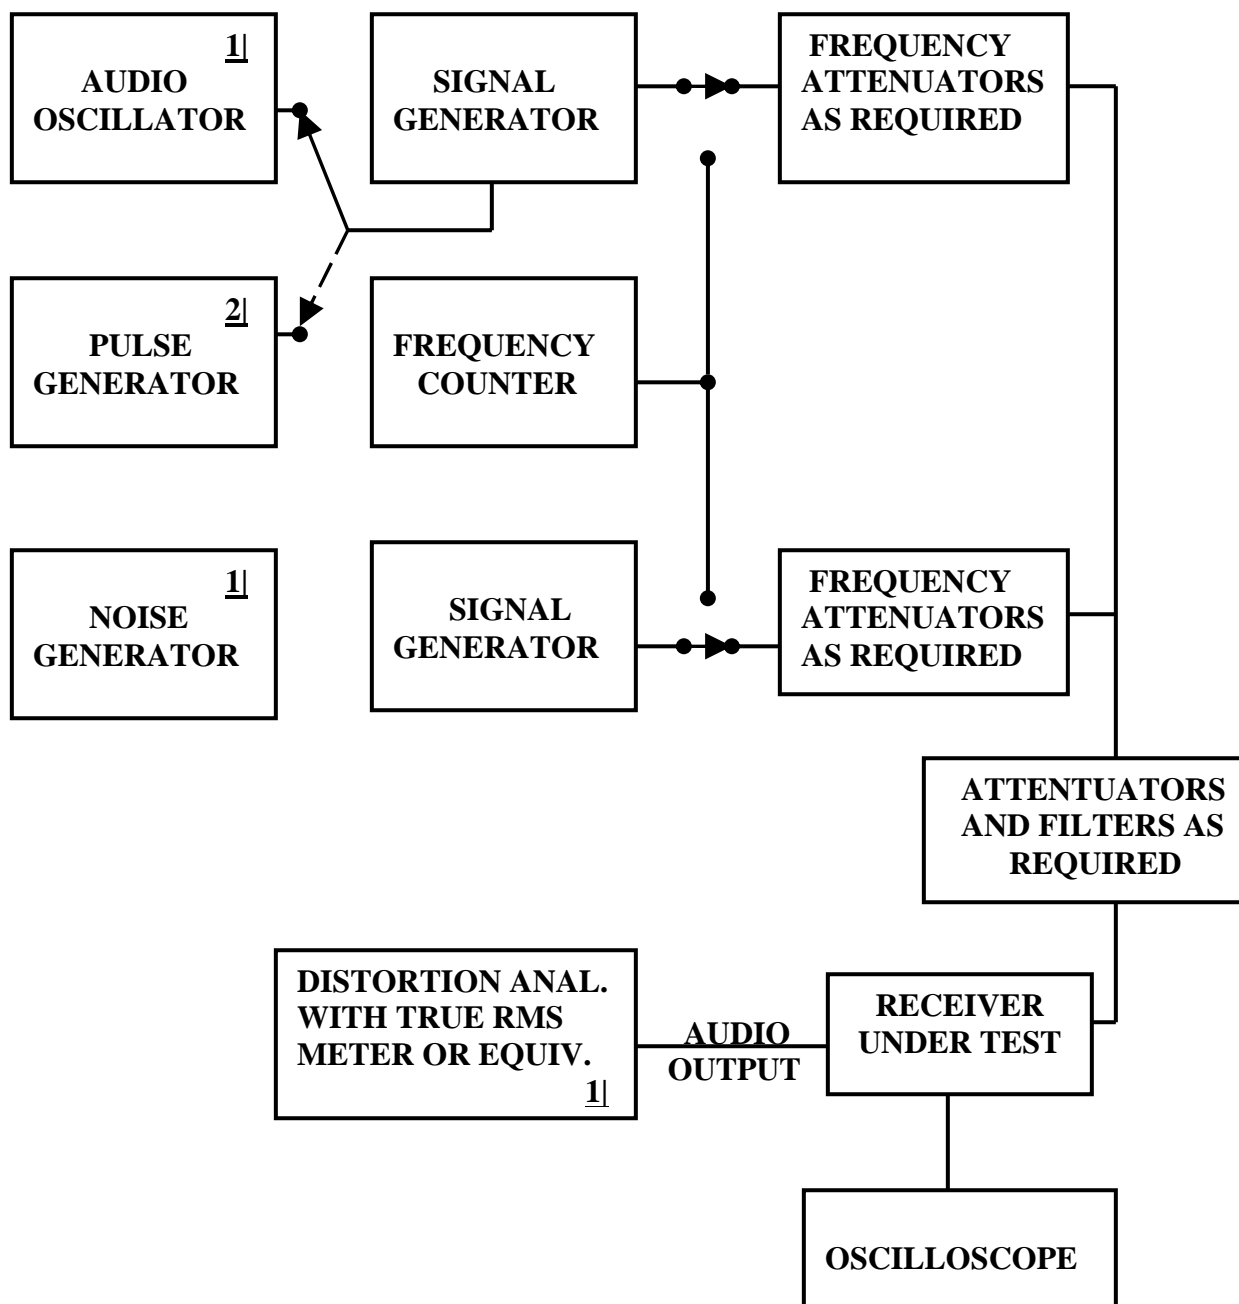 1|
AUDIO
OSCILLATOR
SIGNAL
GENERATOR
FREQUENCY
ATTENUATORS
AS REQUIRED
2|
PULSE
GENERATOR
FREQUENCY
COUNTER
1|
NOISE
GENERATOR
SIGNAL
GENERATOR
FREQUENCY
ATTENUATORS
AS REQUIRED
ATTENTUATORS
AND FILTERS AS
REQUIRED
DISTORTION ANAL.
WITH TRUE RMS
METER OR EQUIV.
1|
AUDIO
OUTPUT
RECEIVER
UNDER TEST
OSCILLOSCOPE